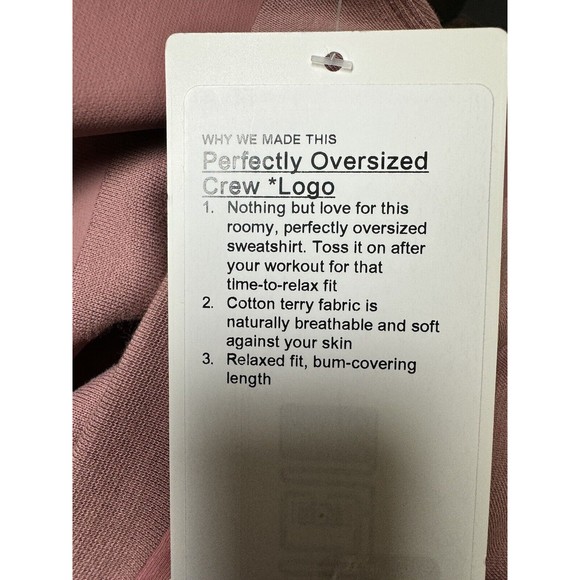 WHY WE MADE THIS
Perfectly Oversized
Crew *Logo
1. Nothing but love for this
roomy, perfectly oversized
sweatshirt. Toss it on after
your workout for that
time-to-relax fit
2. Cotton terry fabric is
naturally breathable and soft
against your skin
3. Relaxed fit, bum-covering
length